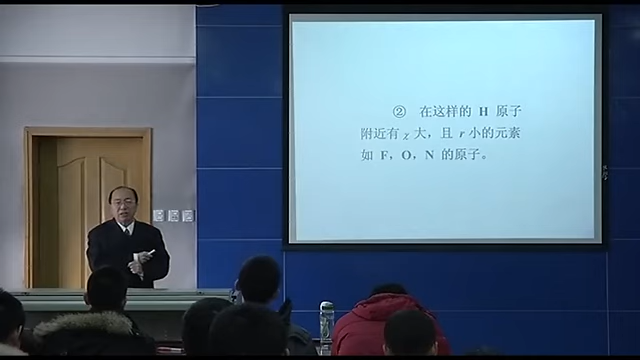 ② 在这样的 H 原子
附近有 χ 大，且 r 小的元素
如 F，O，N 的原子。